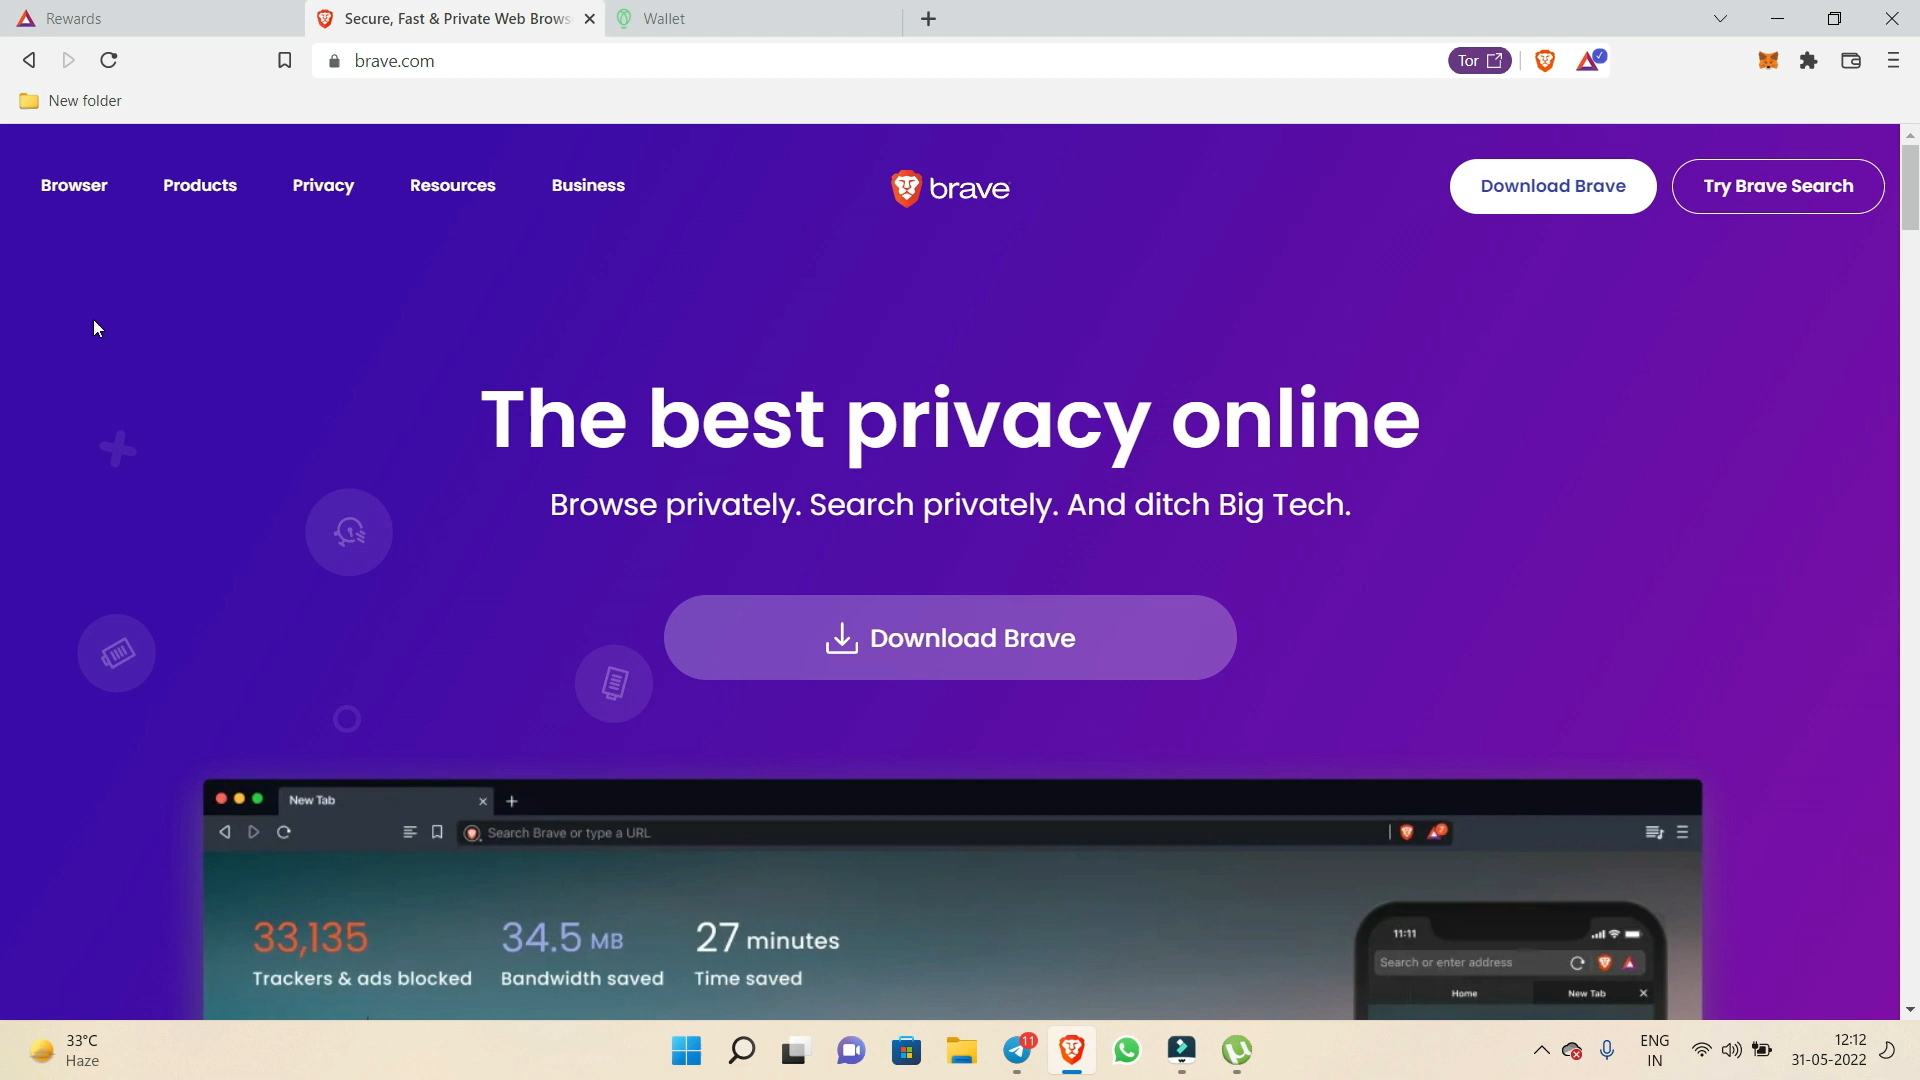 Rewards
Secure, Fast & Private Web Brows
Wallet
brave.com
Tor
New folder
Browser
Products
Privacy
Resources
Business
brave
Download Brave
Try Brave Search
The best privacy online
Browse privately. Search privately. And ditch Big Tech.
Download Brave
New Tab
Search Brave or type a URL
33,135
34.5 MB
27 minutes
Trackers & ads blocked
Bandwidth saved
Time saved
11:11
Search or enter address
Home
New Tab
33°C
Haze
11
ENG
IN
12:12
31-05-2022